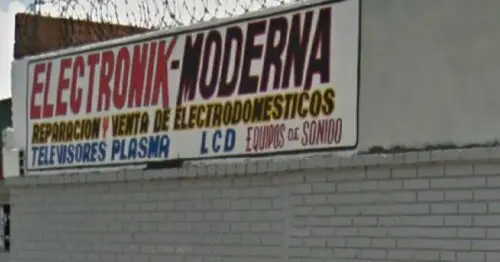 ELECTRONIK-MODERNA
REPARACION Y VENTA DE ELECTRODOMESTICOS
TELEVISORES PLASMA LCD EQUIPOS DE SONIDO